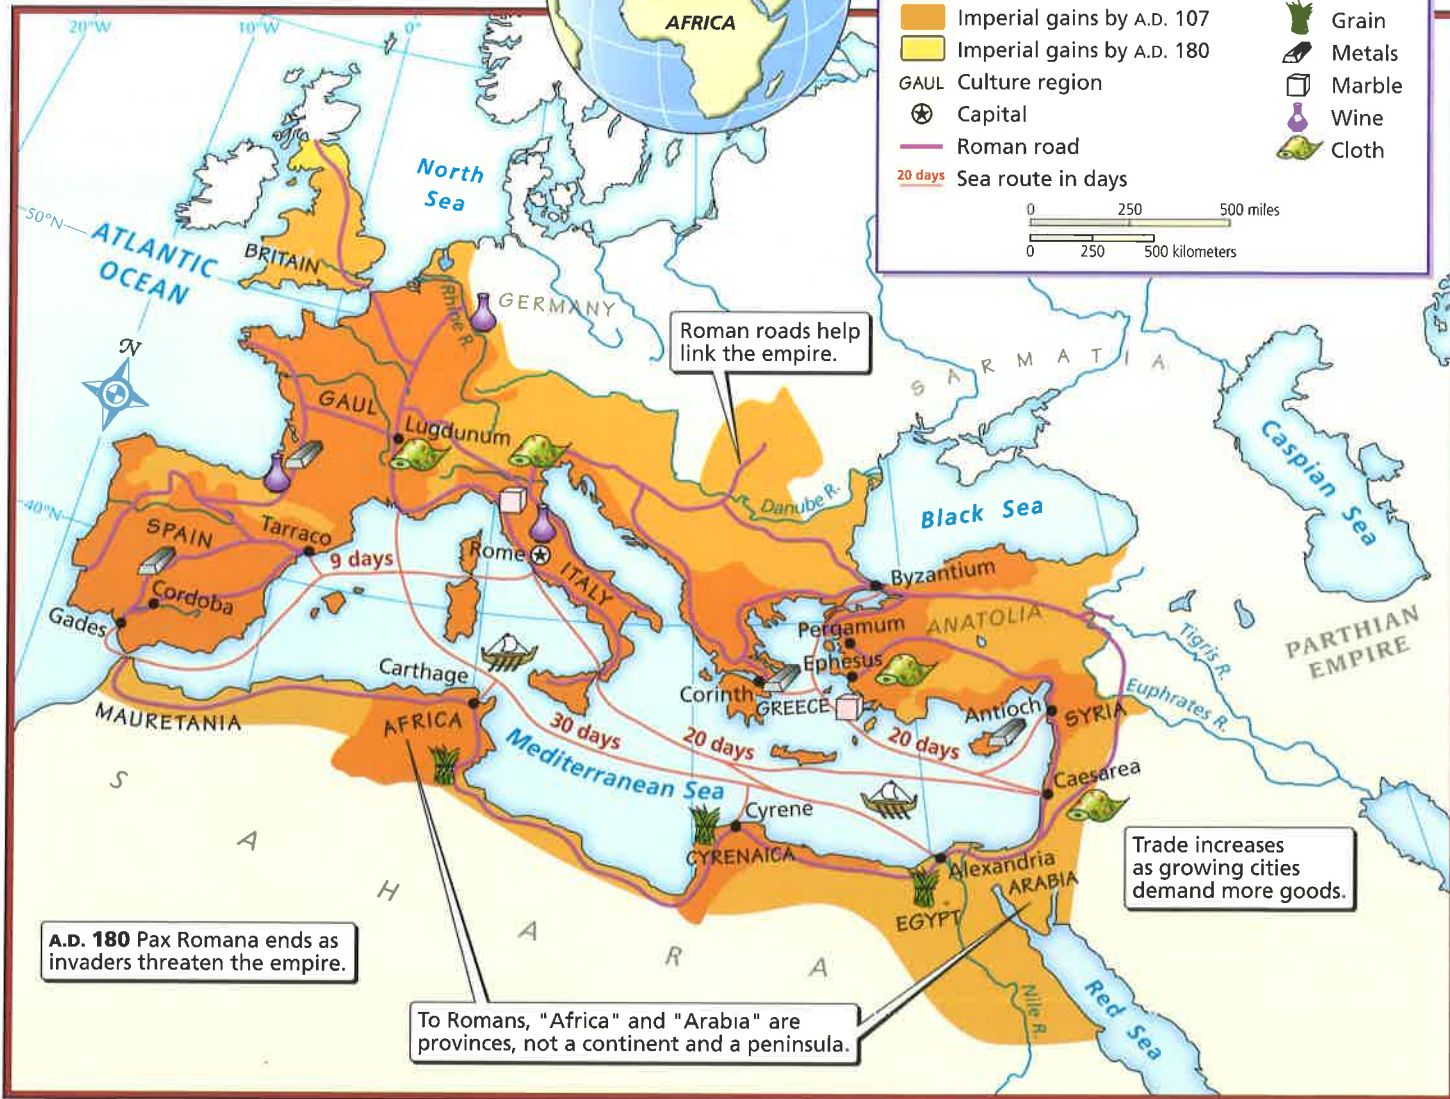 20°W
10°W
0°
AFRICA
Imperial gains by A.D. 107
Imperial gains by A.D. 180
GAUL Culture region
Capital
Roman road
20 days Sea route in days
Grain
Metals
Marble
Wine
Cloth
0 250 500 miles
0 250 500 kilometers
North
Sea
50°N
ATLANTIC
OCEAN
BRITAIN
Rhine R.
GERMANY
Roman roads help
link the empire.
SARMATIA
N
GAUL
Lugdunum
Caspian Sea
40°N
SPAIN
Tarraco
9 days
Rome
ITALY
Danube R.
Black Sea
Byzantium
Cordoba
Gades
Pergamum
ANATOLIA
Ephesus
Tigris R.
PARTHIAN
EMPIRE
Carthage
Corinth
GREECE
Antioch
SYRIA
Euphrates R.
MAURETANIA
AFRICA
30 days
20 days
20 days
Mediterranean Sea
Caesarea
Cyrene
CYRENAICA
Alexandria
ARABIA
EGYPT
Trade increases
as growing cities
demand more goods.
SAHARA
A.D. 180 Pax Romana ends as
invaders threaten the empire.
Nile R.
Red Sea
To Romans, "Africa" and "Arabia" are
provinces, not a continent and a peninsula.